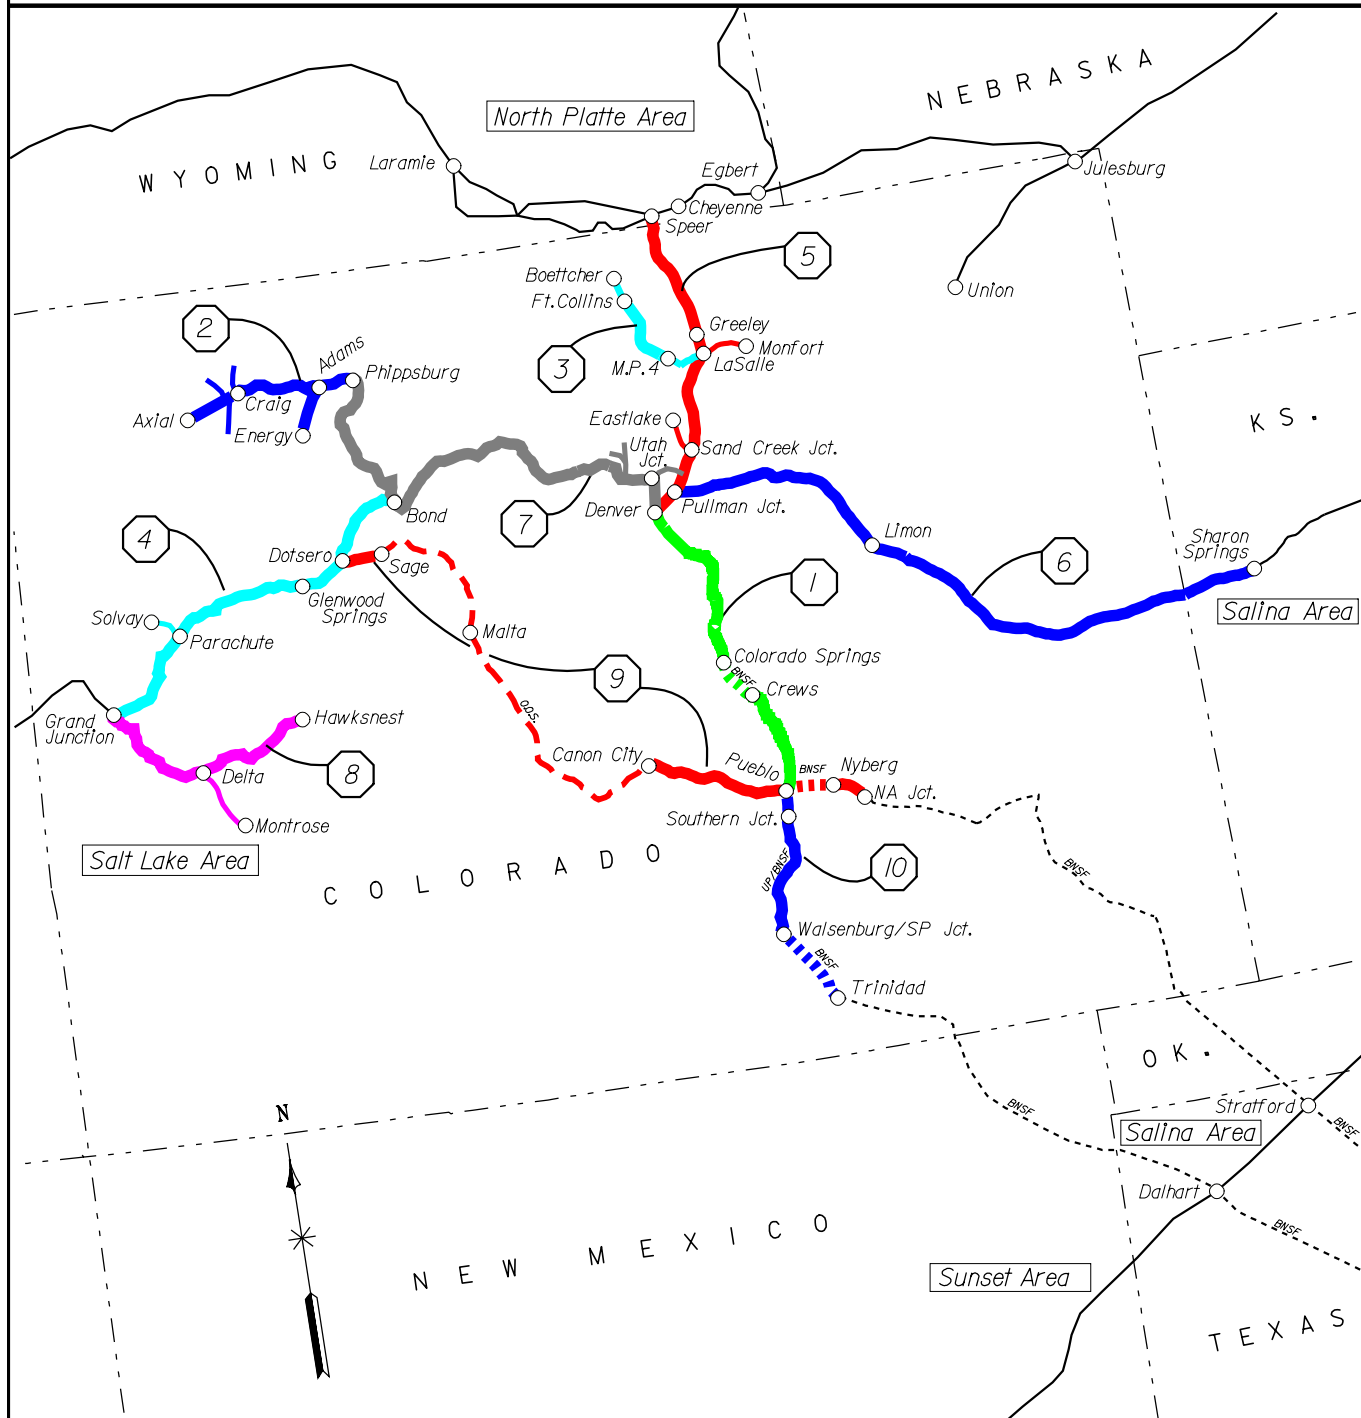 NEBRASKA
North Platte Area
WYOMING
Laramie
Egbert
Julesburg
Cheyenne
Speer
5
Boettcher
Union
Ft.Collins
2
Greeley
Monfort
3
M.P.4
LaSalle
Adams
Phippsburg
Craig
Axial
Energy
Eastlake
KS.
Utah
Jct.
Sand Creek Jct.
Denver
Pullman Jct.
Bond
7
Limon
Sharon
Springs
4
Dotsero
Sage
6
1
Glenwood
Springs
Salina Area
Solvay
Parachute
Malta
Colorado Springs
BNSF
Crews
9
Grand
Junction
Hawksnest
O.O.S.
Canon City
Pueblo
BNSF
Nyberg
NA Jct.
8
Delta
Montrose
Southern Jct.
Salt Lake Area
COLORADO
UP/BNSF
10
BNSF
Walsenburg/SP Jct.
BNSF
Trinidad
OK.
N
BNSF
Stratford
BNSF
Salina Area
Dalhart
BNSF
NEW MEXICO
Sunset Area
TEXAS